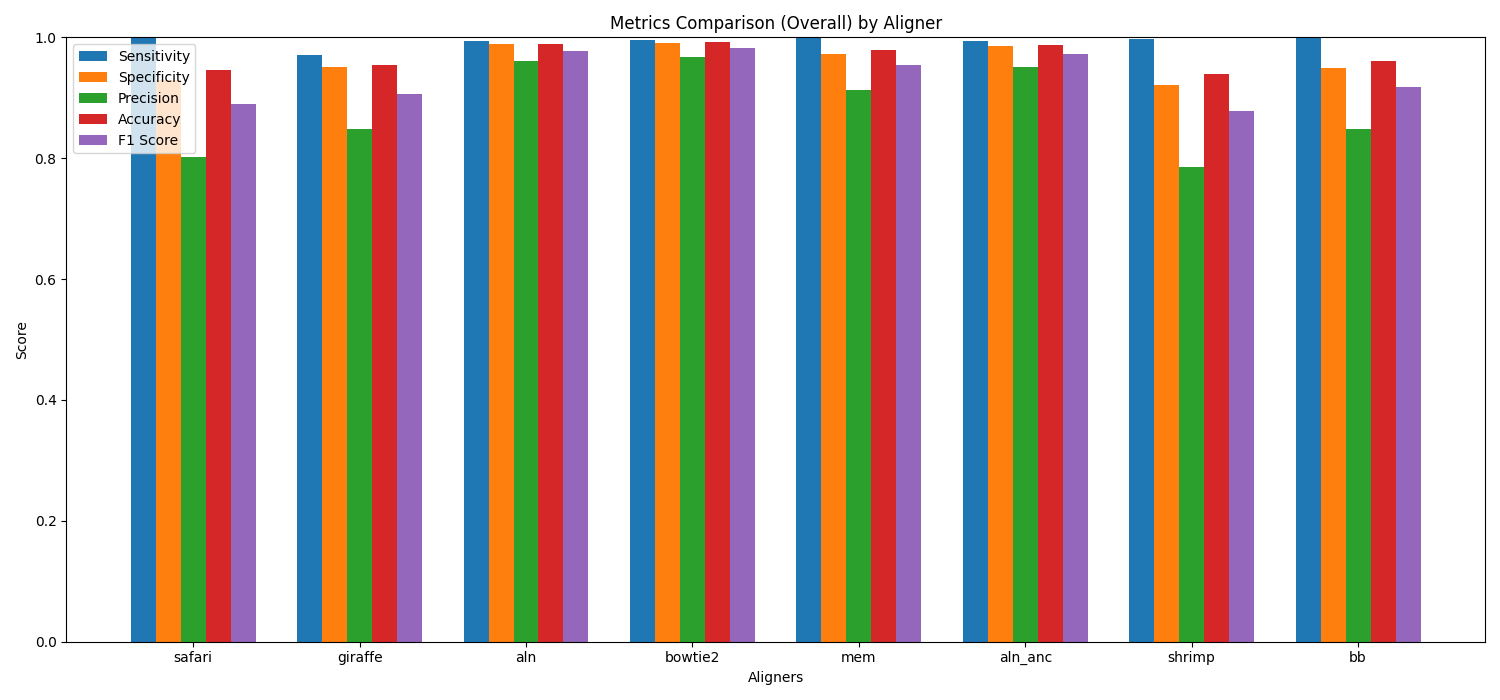 Metrics Comparison (Overall) by Aligner
1.0
0.8
0.6
0.4
0.2
0.0
Score
Sensitivity
Specificity
Precision
Accuracy
F1 Score
safari giraffe aln bowtie2 mem aln_anc shrimp bb
Aligners